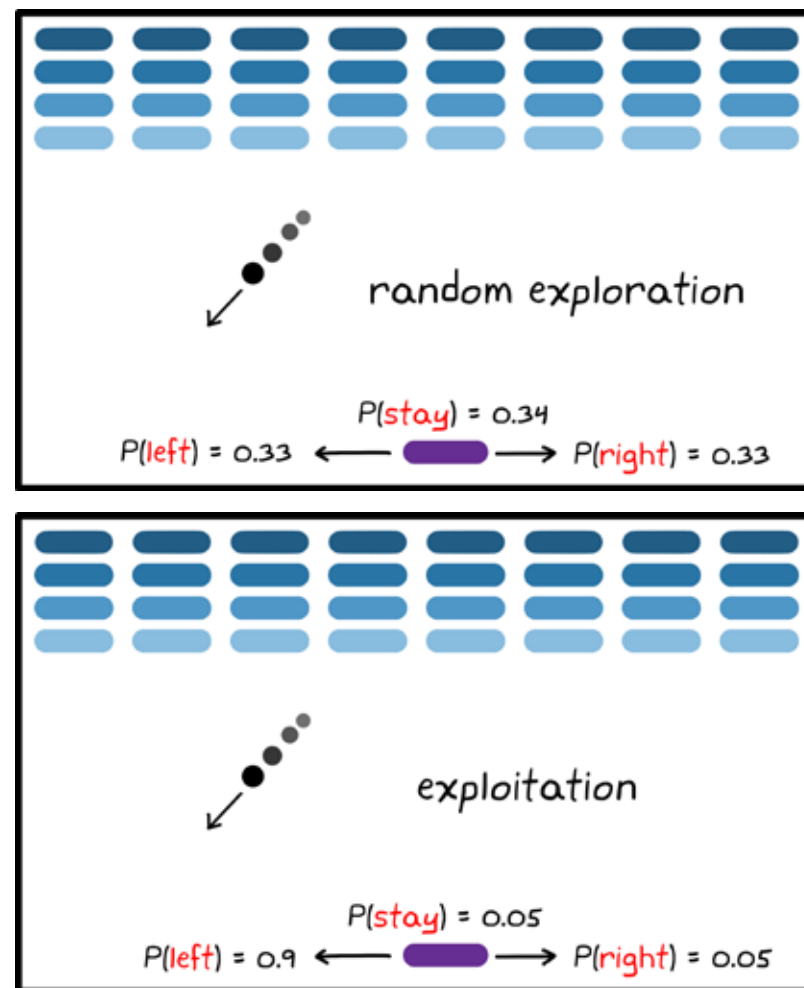 random exploration
P(stay) = 0.34
P(left) = 0.33
P(right) = 0.33
exploitation
P(stay) = 0.05
P(left) = 0.9
P(right) = 0.05